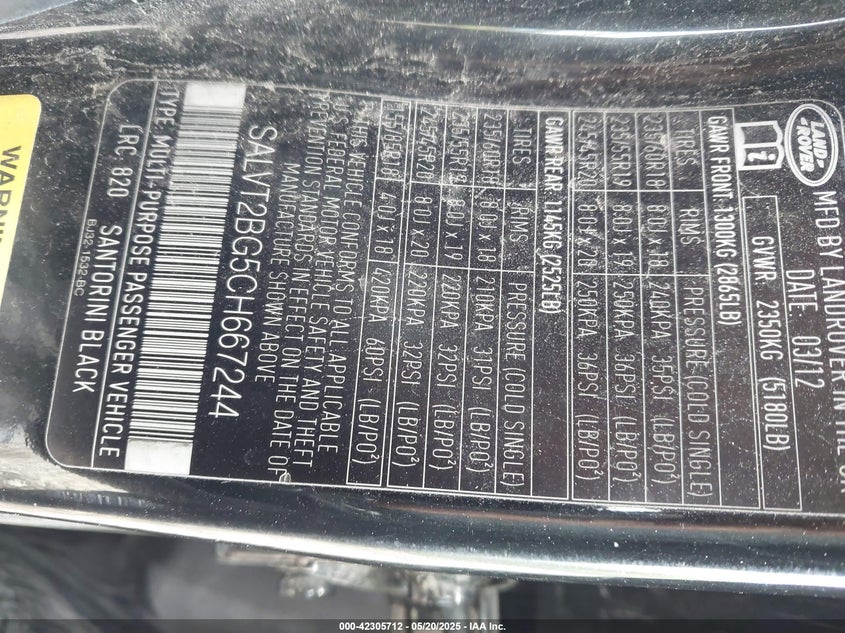 MFD BY LANDROVER IN THE
LAND-
ROVER
DATE 03/12
i
GVWR 2350KG (5180LB)
GAWR FRONT 1300KG (2865LB)
TIRES RIMS PRESSURE (COLD SINGLE)
235/60R18 8.0J x 18 240KPA 35PSI (LB/PO²)
235/55R19 8.0J x 19 250KPA 36PSI (LB/PO²)
245/45R20 8.0J x 20 250KPA 36PSI (LB/PO²)
GAWR REAR 1145KG (2525LB)
TIRES RIMS PRESSURE (COLD SINGLE)
235/60R18 8.0J x 18 210KPA 31PSI (LB/PO²)
235/55R19 8.0J x 19 220KPA 32PSI (LB/PO²)
245/45R20 8.0J x 20 220KPA 32PSI (LB/PO²)
4.0J x 18 420KPA 60PSI (LB/PO²)
THIS VEHICLE CONFORMS TO ALL APPLICABLE
U.S. FEDERAL MOTOR VEHICLE SAFETY AND THEFT
PREVENTION STANDARDS IN EFFECT ON THE DATE OF
MANUFACTURE SHOWN ABOVE
SALVT2BG5CH667244
TYPE MULTI-PURPOSE PASSENGER VEHICLE
LRC 820 SANTORIN BLACK
BJ32-1532-BC
000-42305712 - 05/20/2025 - IAA Inc.